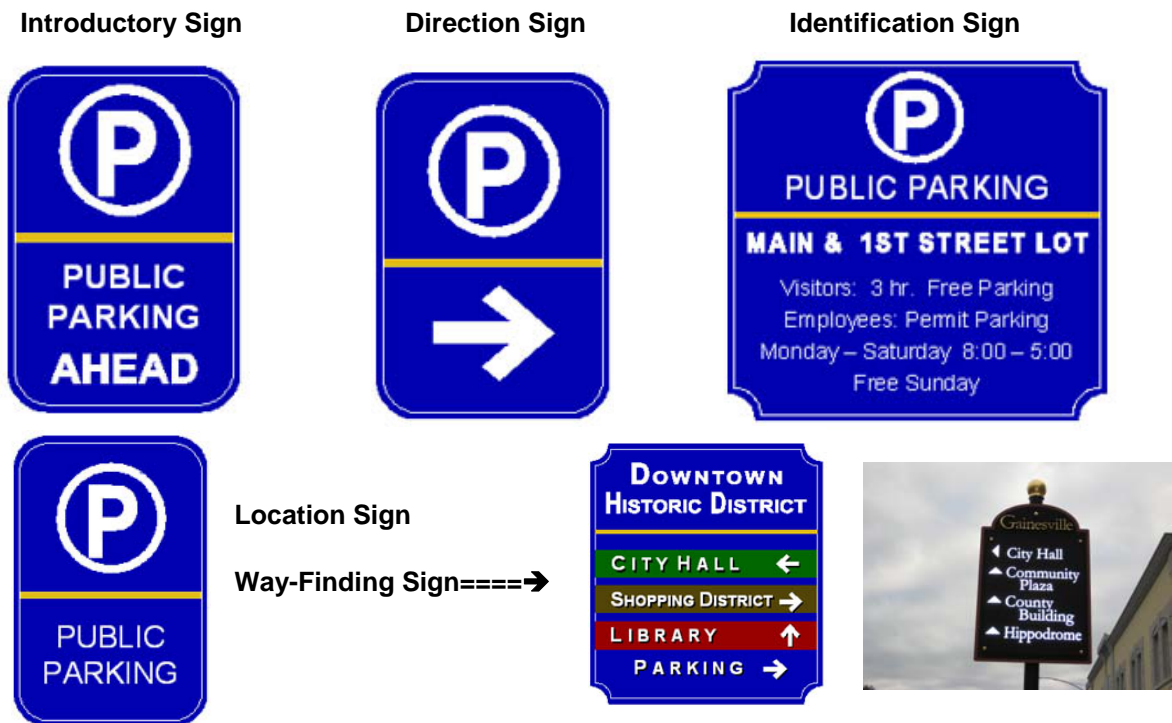 Introductory Sign
Direction Sign
Identification Sign
P
PUBLIC
PARKING
AHEAD
P
P
PUBLIC PARKING
MAIN & 1ST STREET LOT
Visitors: 3 hr. Free Parking
Employees: Permit Parking
Monday – Saturday 8:00 – 5:00
Free Sunday
P
PUBLIC
PARKING
Location Sign
Way-Finding Sign====➔
DOWNTOWN
HISTORIC DISTRICT
CITY HALL ←
SHOPPING DISTRICT →
LIBRARY ↑
PARKING →
Gainesville
City Hall
Community
Plaza
County
Building
Hippodrome